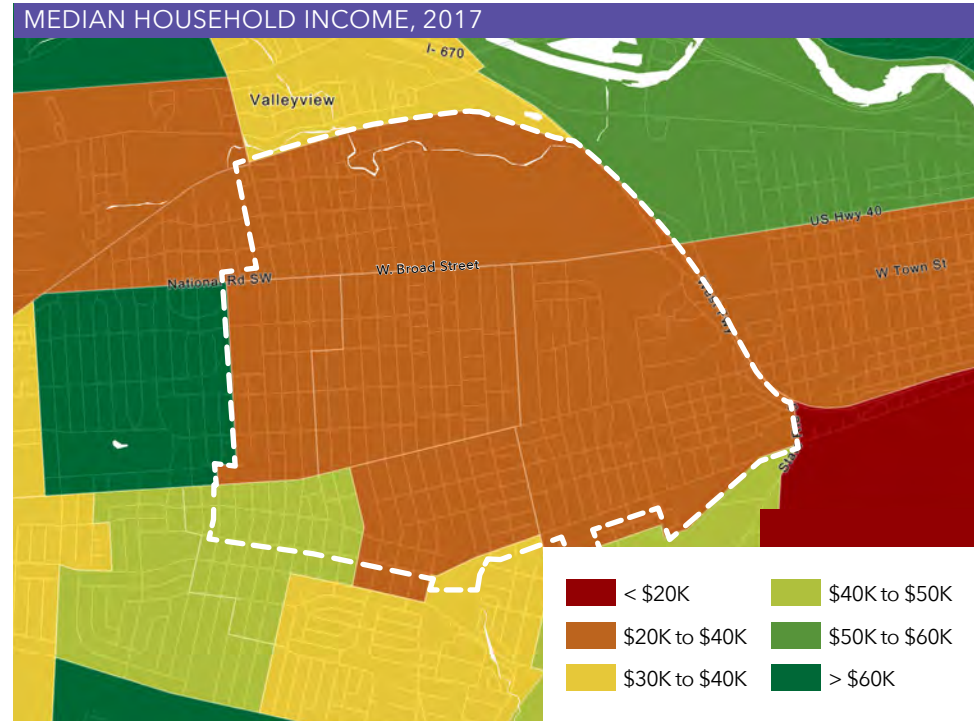 MEDIAN HOUSEHOLD INCOME, 2017
I- 670
Valleyview
US Hwy 40
W. Broad Street
W Town St
National Rd SW
< $20K
$20K to $40K
$30K to $40K
$40K to $50K
$50K to $60K
> $60K